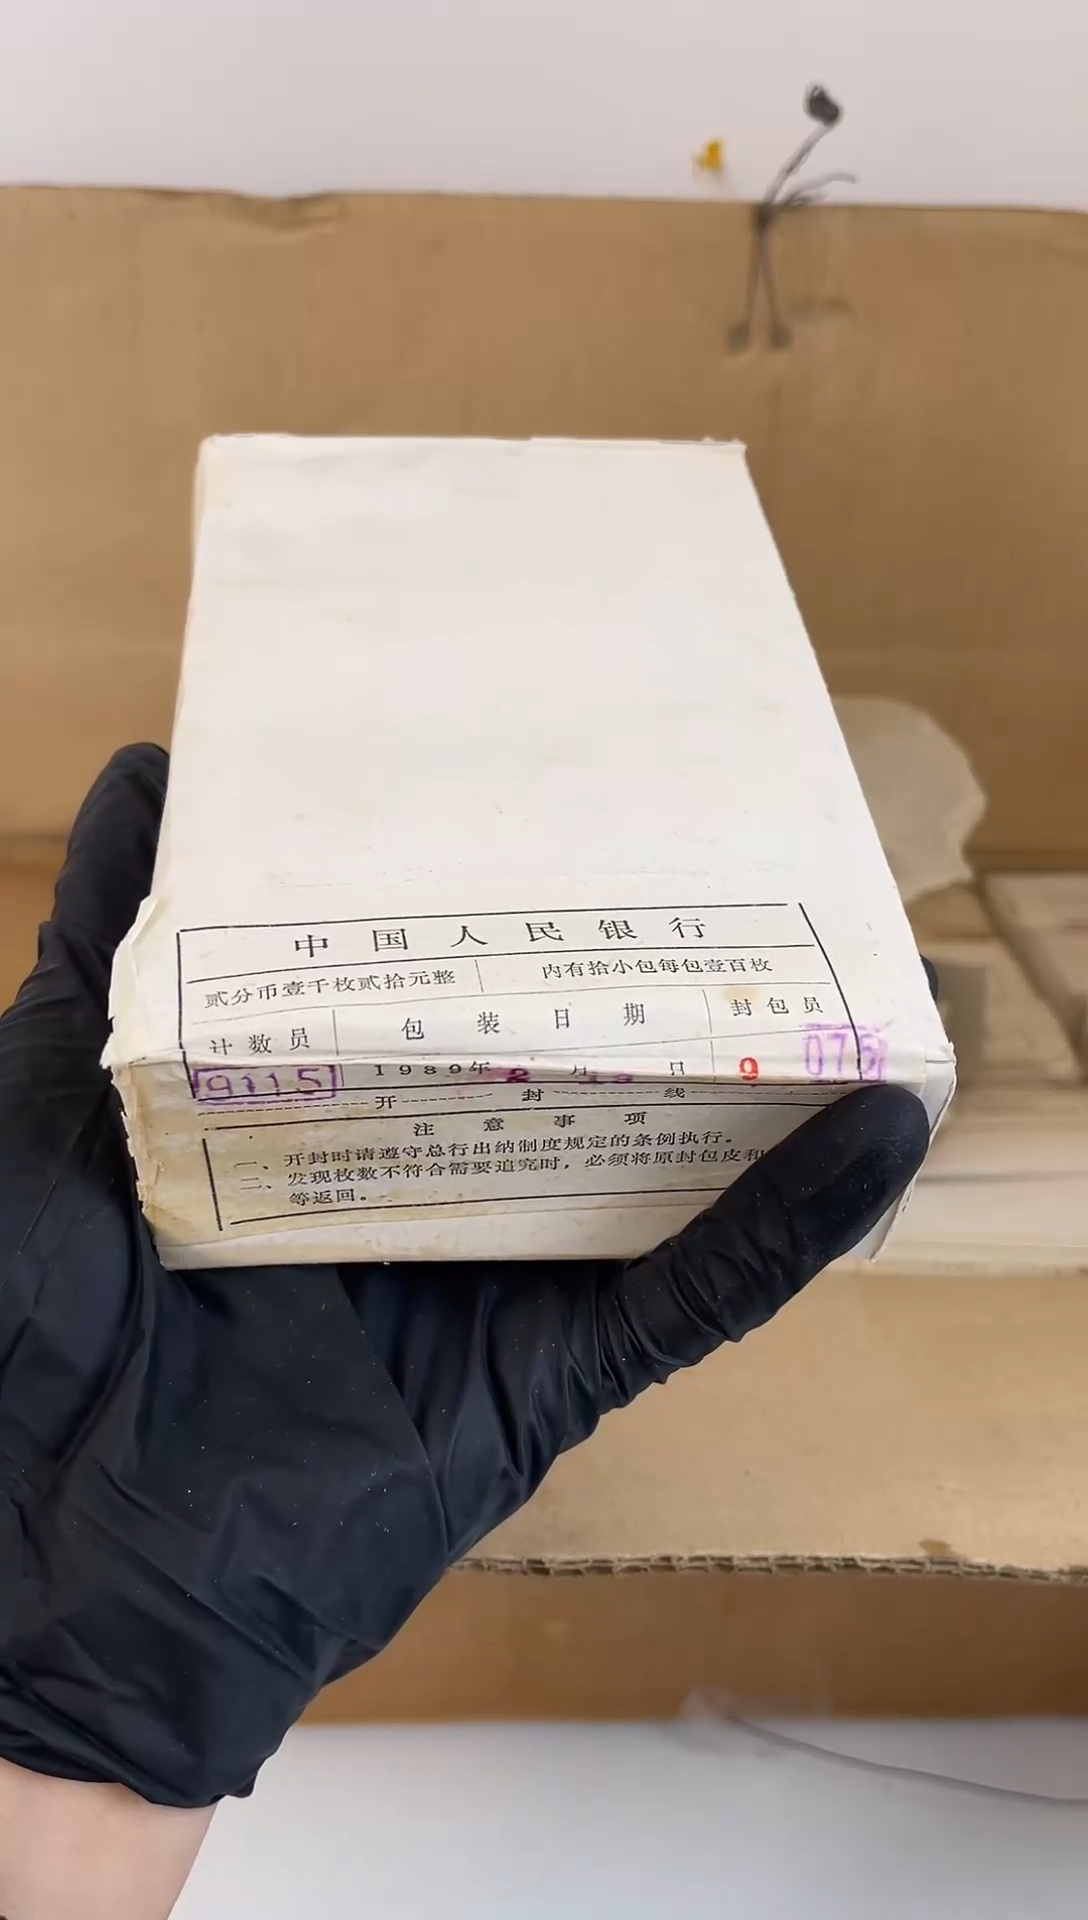 中国人民银行
贰分币壹千枚贰拾元整 内有拾小包每包壹百枚
计数员 包装日期 封包员
9115 1989年2月 日 9 075
开封线
注意事项
一、开封时请遵守总行出纳制度规定的条例执行。
二、发现枚数不符合需要追究时，必须将原封包皮和
等返回。